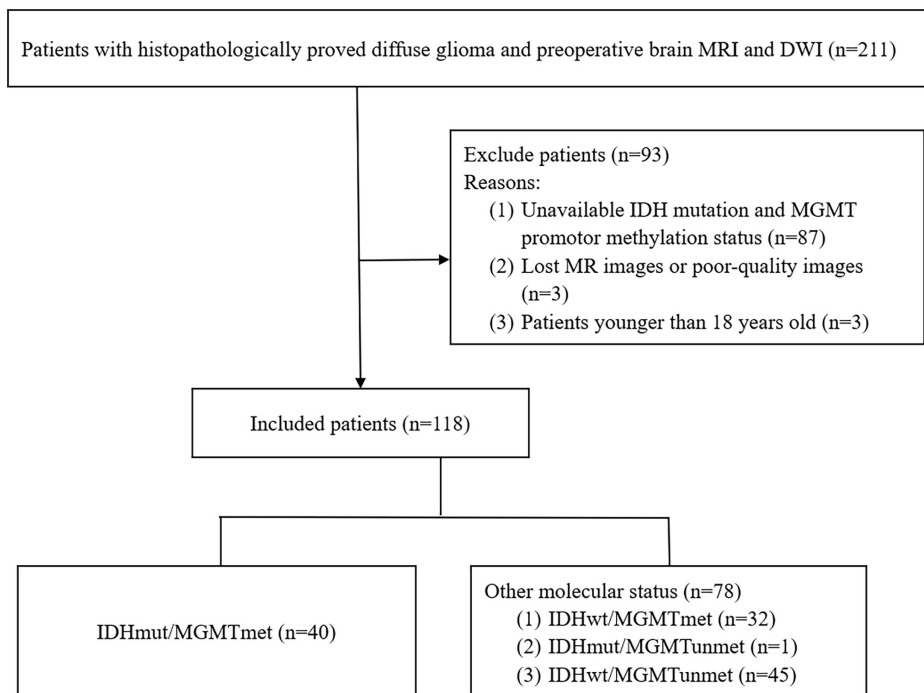 Patients with histopathologically proved diffuse glioma and preoperative brain MRI and DWI (n=211)
Exclude patients (n=93)
Reasons:
(1) Unavailable IDH mutation and MGMT
promotor methylation status (n=87)
(2) Lost MR images or poor-quality images
(n=3)
(3) Patients younger than 18 years old (n=3)
Included patients (n=118)
IDHmut/MGMTmet (n=40)
Other molecular status (n=78)
(1) IDHwt/MGMTmet (n=32)
(2) IDHmut/MGMTunmet (n=1)
(3) IDHwt/MGMTunmet (n=45)